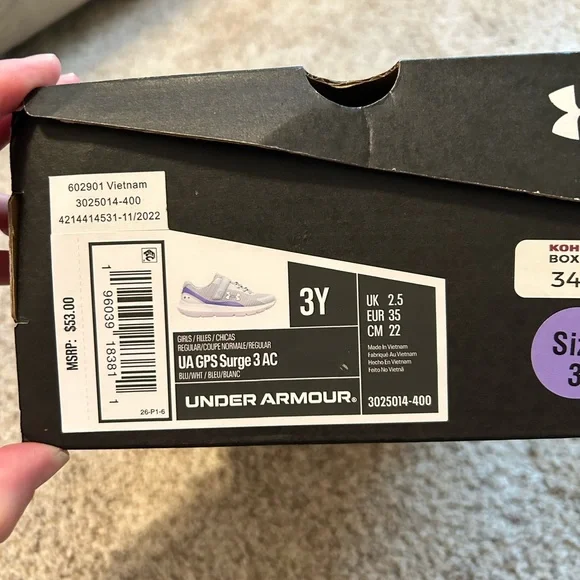 602901 Vietnam
3025014-400
4214414531-11/2022
MSRP: $53.00
1 96039 18381 1
26-P1-6
3Y
GIRLS / FILLES / CHICAS
REGULAR/COUPE NORMALE/REGULAR
UA GPS Surge 3 AC
BLU/WHT / BLEU/BLANC
UNDER ARMOUR®
UK 2.5
EUR 35
CM 22
Made In Vietnam
Fabriqué Au Vietnam
Hecho En Vietnam
Feito No Vietnã
3025014-400
KOH
BOX
34
Siz
3